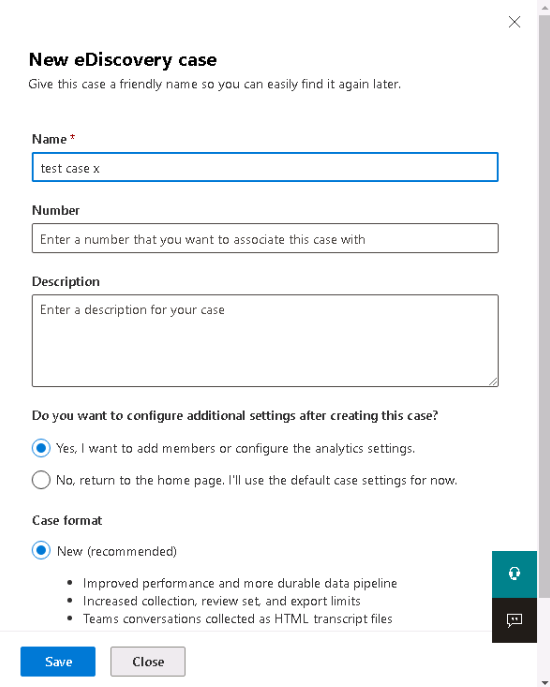 New eDiscovery case
Give this case a friendly name so you can easily find it again later.
Name *
test case x
Number
Enter a number that you want to associate this case with
Description
Enter a description for your case
Do you want to configure additional settings after creating this case?
Yes, I want to add members or configure the analytics settings.
No, return to the home page. I'll use the default case settings for now.
Case format
New (recommended)
• Improved performance and more durable data pipeline
• Increased collection, review set, and export limits
• Teams conversations collected as HTML transcript files
Save Close